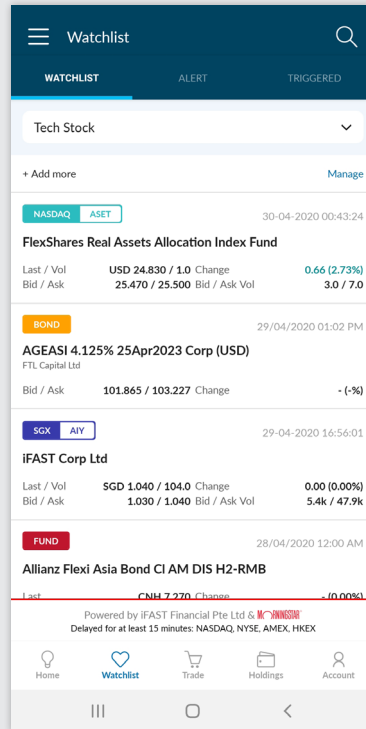 Watchlist
WATCHLIST ALERT TRIGGERED
Tech Stock
+ Add more Manage
NASDAQ ASET 30-04-2020 00:43:24
FlexShares Real Assets Allocation Index Fund
Last / Vol USD 24.830 / 1.0 Change 0.66 (2.73%)
Bid / Ask 25.470 / 25.500 Bid / Ask Vol 3.0 / 7.0
BOND 29/04/2020 01:02 PM
AGEASI 4.125% 25Apr2023 Corp (USD)
FTL Capital Ltd
Bid / Ask 101.865 / 103.227 Change - (-%)
SGX AIY 29-04-2020 16:56:01
iFAST Corp Ltd
Last / Vol SGD 1.040 / 104.0 Change 0.00 (0.00%)
Bid / Ask 1.030 / 1.040 Bid / Ask Vol 5.4k / 47.9k
FUND 28/04/2020 12:00 AM
Allianz Flexi Asia Bond Cl AM DIS H2-RMB
Last CNH 7.270 Change - (0.00%)
Powered by iFAST Financial Pte Ltd & MORNINGSTAR
Delayed for at least 15 minutes: NASDAQ, NYSE, AMEX, HKEX
Home Watchlist Trade Holdings Account